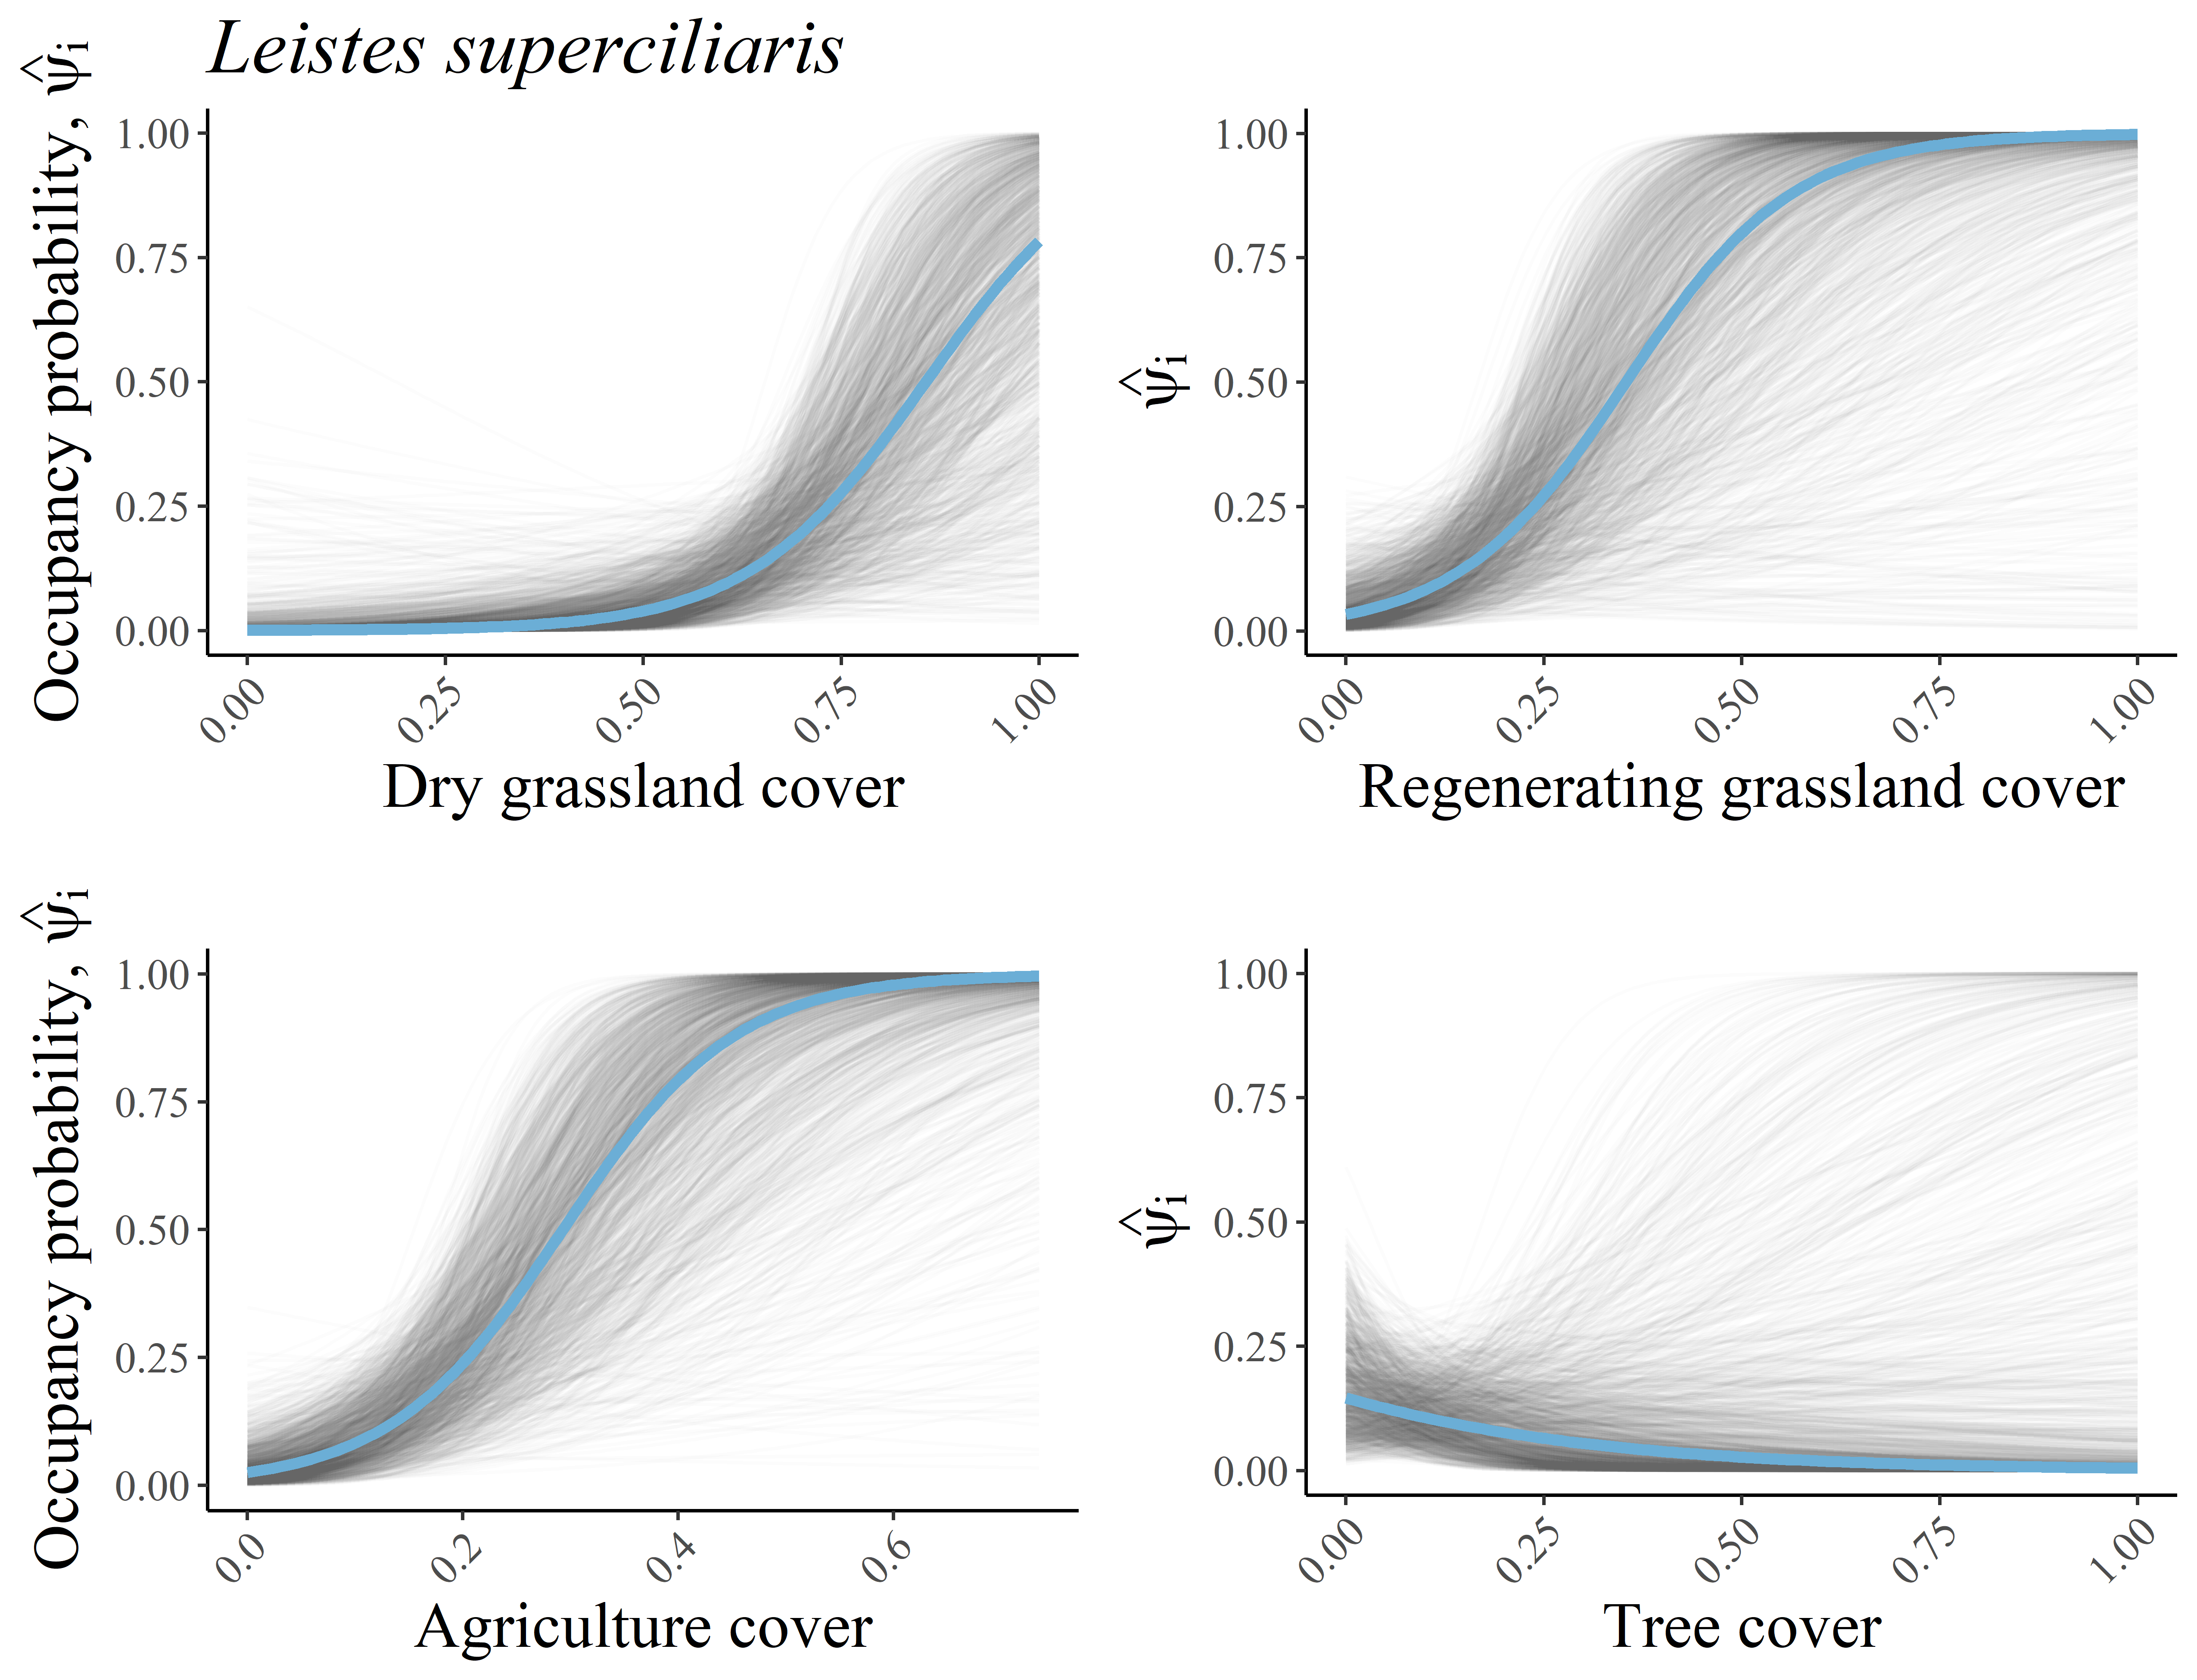 Leistes superciliaris
Occupancy probability, ψ̂i
1.00
0.75
0.50
0.25
0.00
0.00 0.25 0.50 0.75 1.00
Dry grassland cover
ψ̂i
1.00
0.75
0.50
0.25
0.00
0.00 0.25 0.50 0.75 1.00
Regenerating grassland cover
Occupancy probability, ψ̂i
1.00
0.75
0.50
0.25
0.00
0.0 0.2 0.4 0.6
Agriculture cover
ψ̂i
1.00
0.75
0.50
0.25
0.00
0.00 0.25 0.50 0.75 1.00
Tree cover